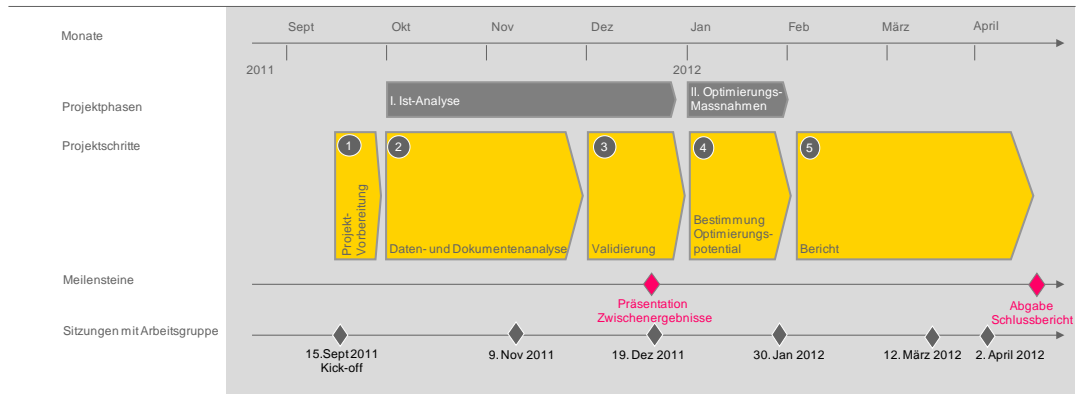 Monate
Sept Okt Nov Dez Jan Feb März April
2011 2012
Projektphasen
I. Ist-Analyse
II. Optimierungs-
Massnahmen
Projektschritte
1 2 3 4 5
Projekt-
Vorbereitung
Daten- und Dokumentenanalyse
Validierung
Bestimmung
Optimierungs-
potential
Bericht
Meilensteine
Präsentation
Zwischenergebnisse
Abgabe
Schlussbericht
Sitzungen mit Arbeitsgruppe
15.Sept 2011
Kick-off
9. Nov 2011
19. Dez 2011
30. Jan 2012
12. März 2012
2. April 2012